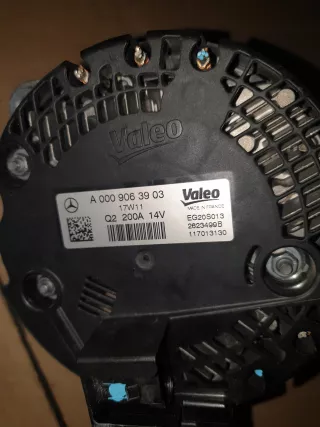 Valeo
A 000 906 39 03
17W11
Q2 200A 14V
Valeo
MADE IN FRANCE
EG20S013
2623499B
117013130